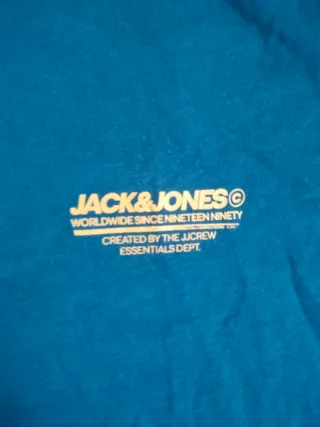 JACK&JONES©
WORLDWIDE SINCE NINETEEN NINETY
CREATED BY THE JJCREW
ESSENTIALS DEPT.